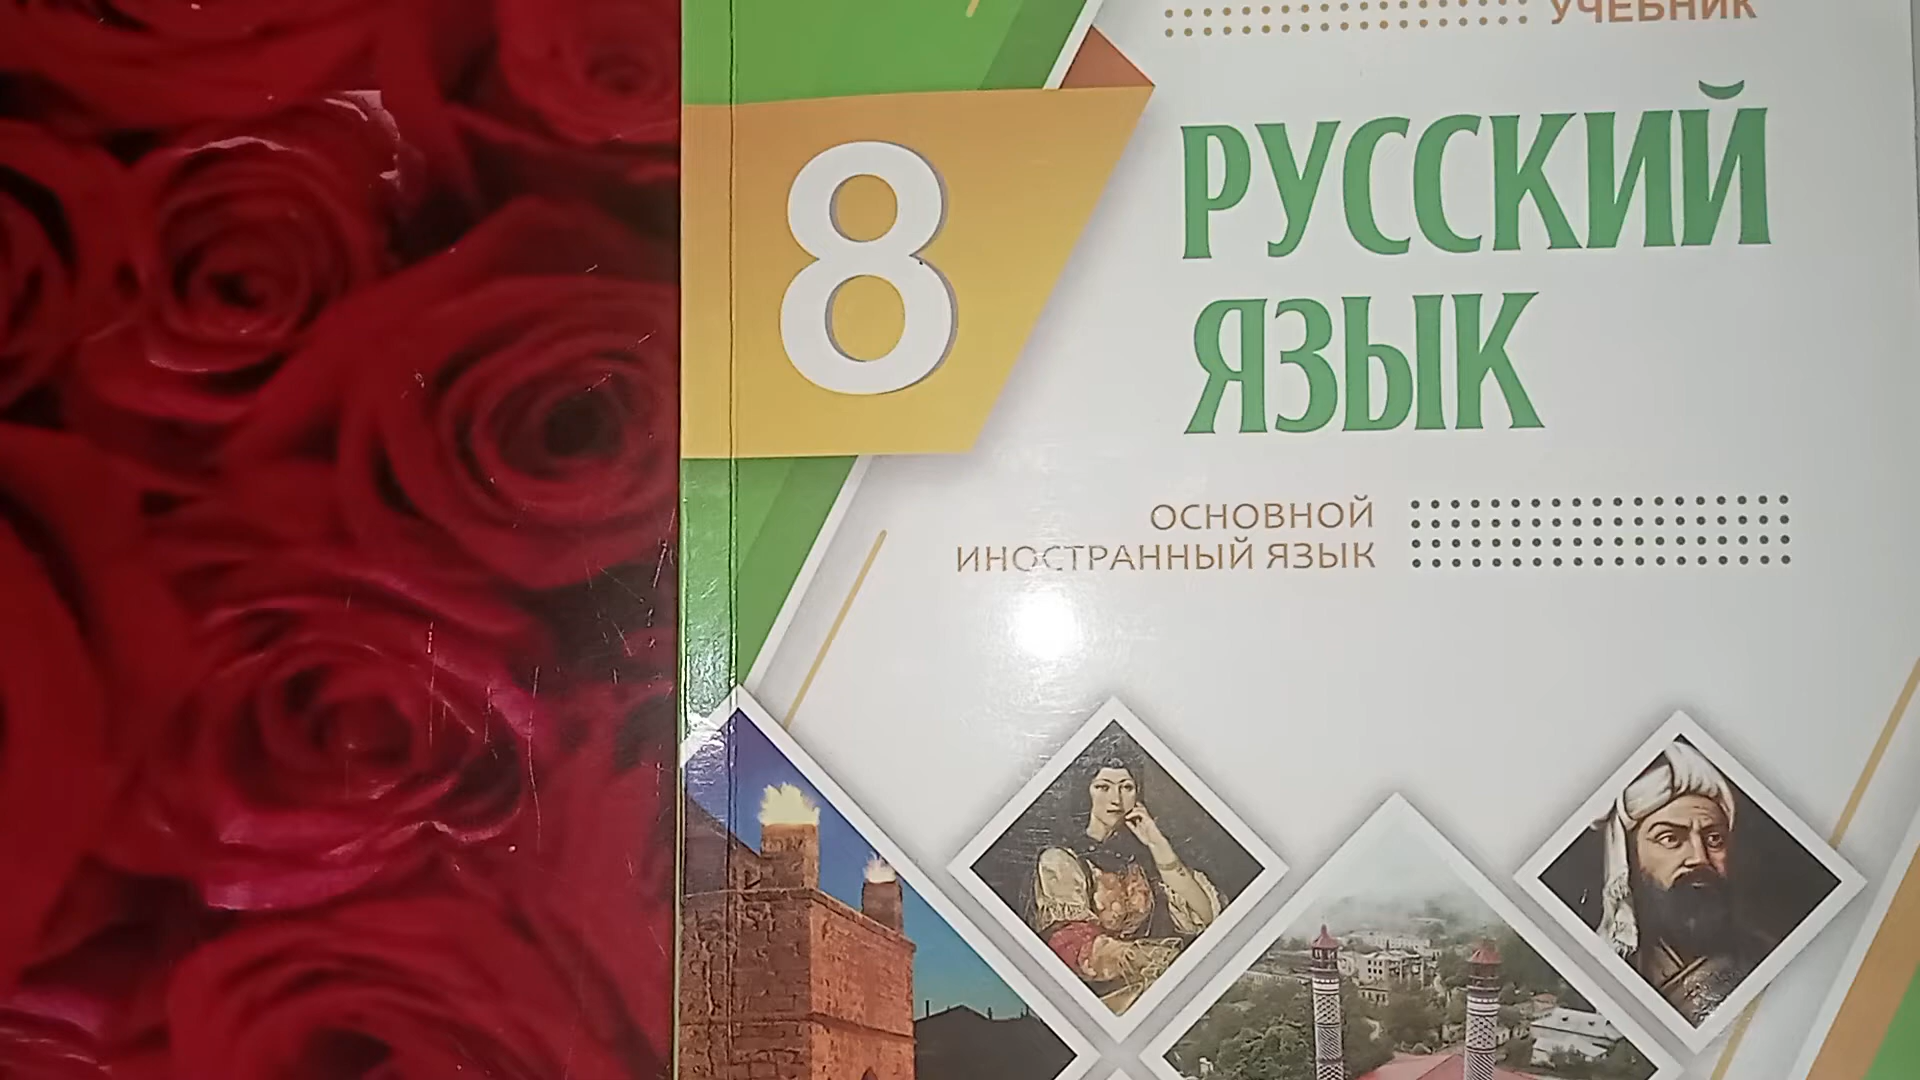 УЧЕБНИК
8
РУССКИЙ
ЯЗЫК
ОСНОВНОЙ
ИНОСТРАННЫЙ ЯЗЫК